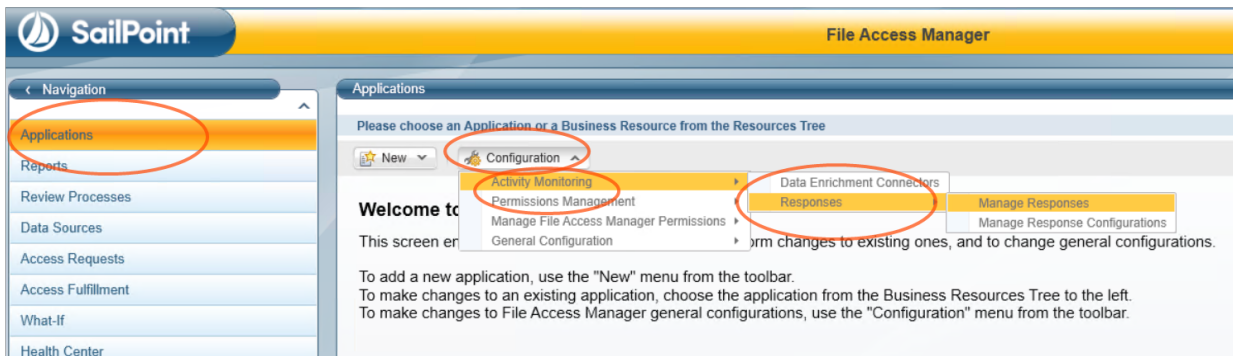 SailPoint
File Access Manager
< Navigation
Applications
Reports
Review Processes
Data Sources
Access Requests
Access Fulfillment
What-If
Health Center
Applications
Please choose an Application or a Business Resource from the Resources Tree
New
Configuration
Activity Monitoring
Permissions Management
Manage File Access Manager Permissions
General Configuration
Data Enrichment Connectors
Responses
Manage Responses
Manage Response Configurations
Welcome to
This screen en
orm changes to existing ones, and to change general configurations.
To add a new application, use the "New" menu from the toolbar.
To make changes to an existing application, choose the application from the Business Resources Tree to the left.
To make changes to File Access Manager general configurations, use the "Configuration" menu from the toolbar.